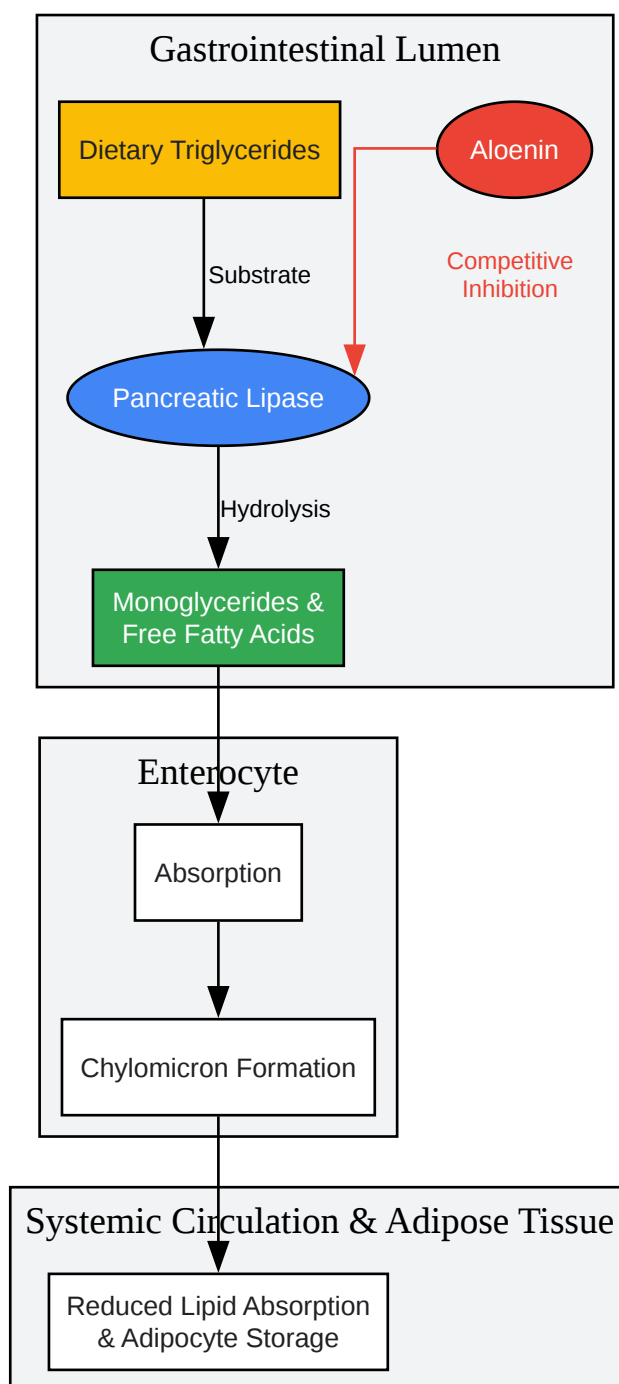 Gastrointestinal Lumen
Dietary Triglycerides
Aloenin
Substrate
Competitive
Inhibition
Pancreatic Lipase
Hydrolysis
Monoglycerides &
Free Fatty Acids
Enterocyte
Absorption
Chylomicron Formation
Systemic Circulation & Adipose Tissue
Reduced Lipid Absorption
& Adipocyte Storage